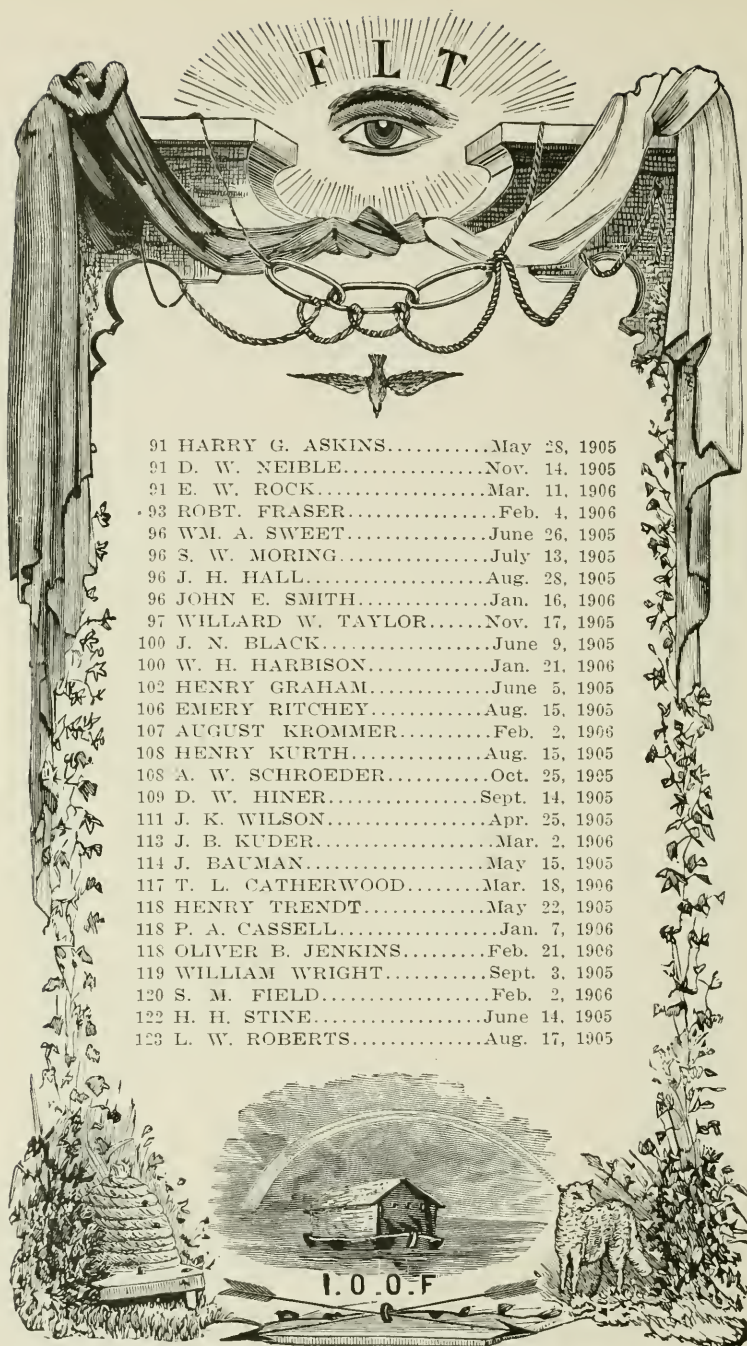 F L T
91 HARRY G. ASKINS...........May 28, 1905
91 D. W. NEIBLE...............Nov. 14, 1905
91 E. W. ROCK..................Mar. 11, 1906
93 ROBT. FRASER...............Feb. 4, 1906
96 WM. A. SWEET..............June 26, 1905
96 S. W. MORING...............July 13, 1905
96 J. H. HALL...................Aug. 28, 1905
96 JOHN E. SMITH.............Jan. 16, 1906
97 WILLARD W. TAYLOR......Nov. 17, 1905
100 J. N. BLACK.................June 9, 1905
100 W. H. HARBISON............Jan. 21, 1906
102 HENRY GRAHAM............June 5, 1905
106 EMERY RITCHEY............Aug. 15, 1905
107 AUGUST KROMMER..........Feb. 2, 1906
108 HENRY KURTH..............Aug. 15, 1905
108 A. W. SCHROEDER...........Oct. 25, 1905
109 D. W. HINER...............Sept. 14, 1905
111 J. K. WILSON................Apr. 25, 1905
113 J. B. KUDER..................Mar. 2, 1906
114 J. BAUMAN..................May 15, 1905
117 T. L. CATHERWOOD........Mar. 18, 1906
118 HENRY TRENDT............May 22, 1905
118 P. A. CASSELL................Jan. 7, 1906
118 OLIVER B. JENKINS........Feb. 21, 1906
119 WILLIAM WRIGHT..........Sept. 3, 1905
120 S. M. FIELD.................Feb. 2, 1906
122 H. H. STINE................June 14, 1905
123 L. W. ROBERTS.............Aug. 17, 1905
I.O.O.F